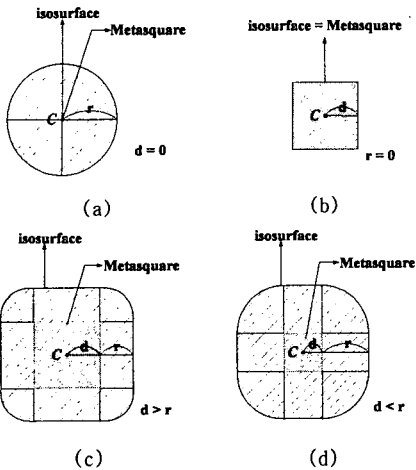 isosurface
Metasquare
r
C
d = 0
(a)
isosurface = Metasquare
d
C
r = 0
(b)
isosurface
Metasquare
C d r
d > r
(c)
isosurface
Metasquare
C d r
d < r
(d)